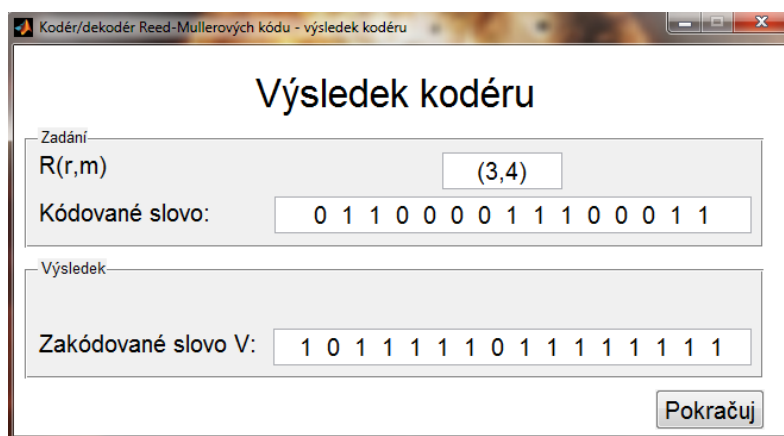 Kodér/dekodér Reed-Mullerových kódu - výsledek kodéru
Výsledek kodéru
Zadání
R(r,m) (3,4)
Kódované slovo: 0 1 1 0 0 0 0 1 1 1 0 0 0 1 1
Výsledek
Zakódované slovo V: 1 0 1 1 1 1 1 0 1 1 1 1 1 1 1 1
Pokračuj